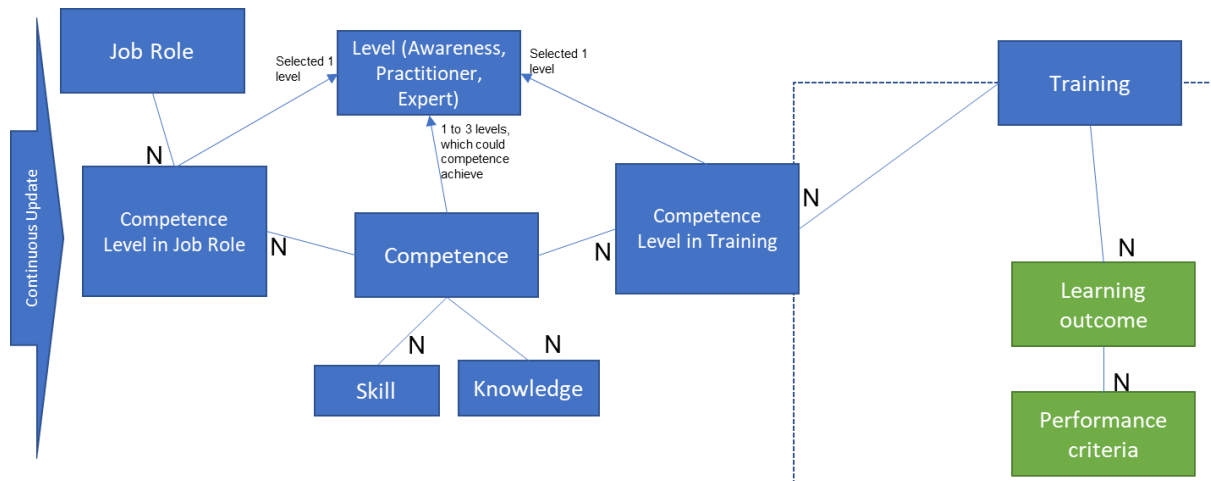 Continuous Update
Job Role
Selected 1
level
Level (Awareness,
Practitioner,
Expert)
Selected 1
level
Training
1 to 3 levels,
which could
competence
achieve
N
Competence
Level in Job Role
N
Competence
N
Competence
Level in Training
N
N
Skill
N
Knowledge
N
Learning
outcome
N
Performance
criteria